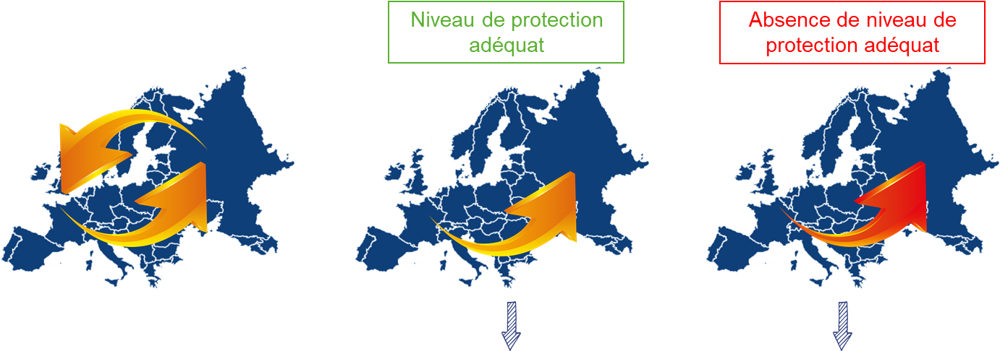 Niveau de protection
adéquat
Absence de niveau de
protection adéquat